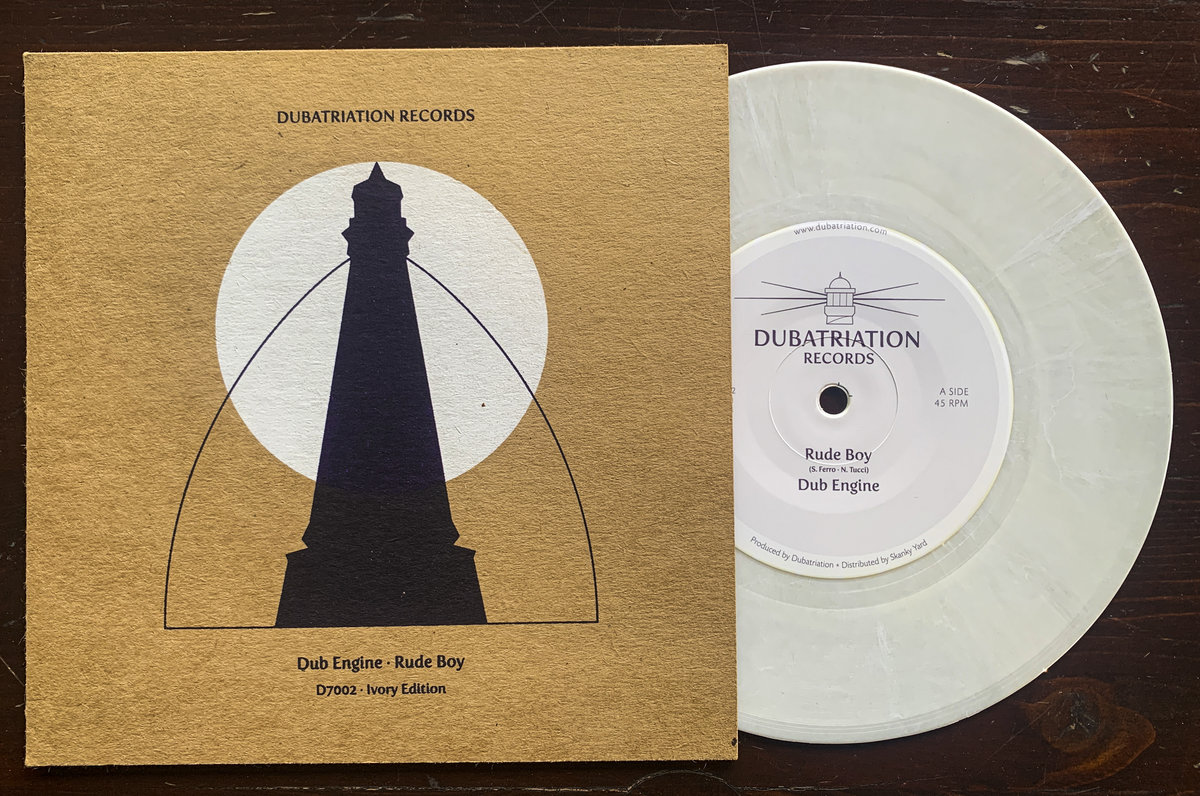 DUBATRIATION RECORDS
Dub Engine · Rude Boy
D7002 · Ivory Edition
www.dubatriation.com
DUBATRIATION
RECORDS
2
A SIDE
45 RPM
Rude Boy
(S. Ferro - N. Tucci)
Dub Engine
Produced by Dubatriation • Distributed by Skanky Yard